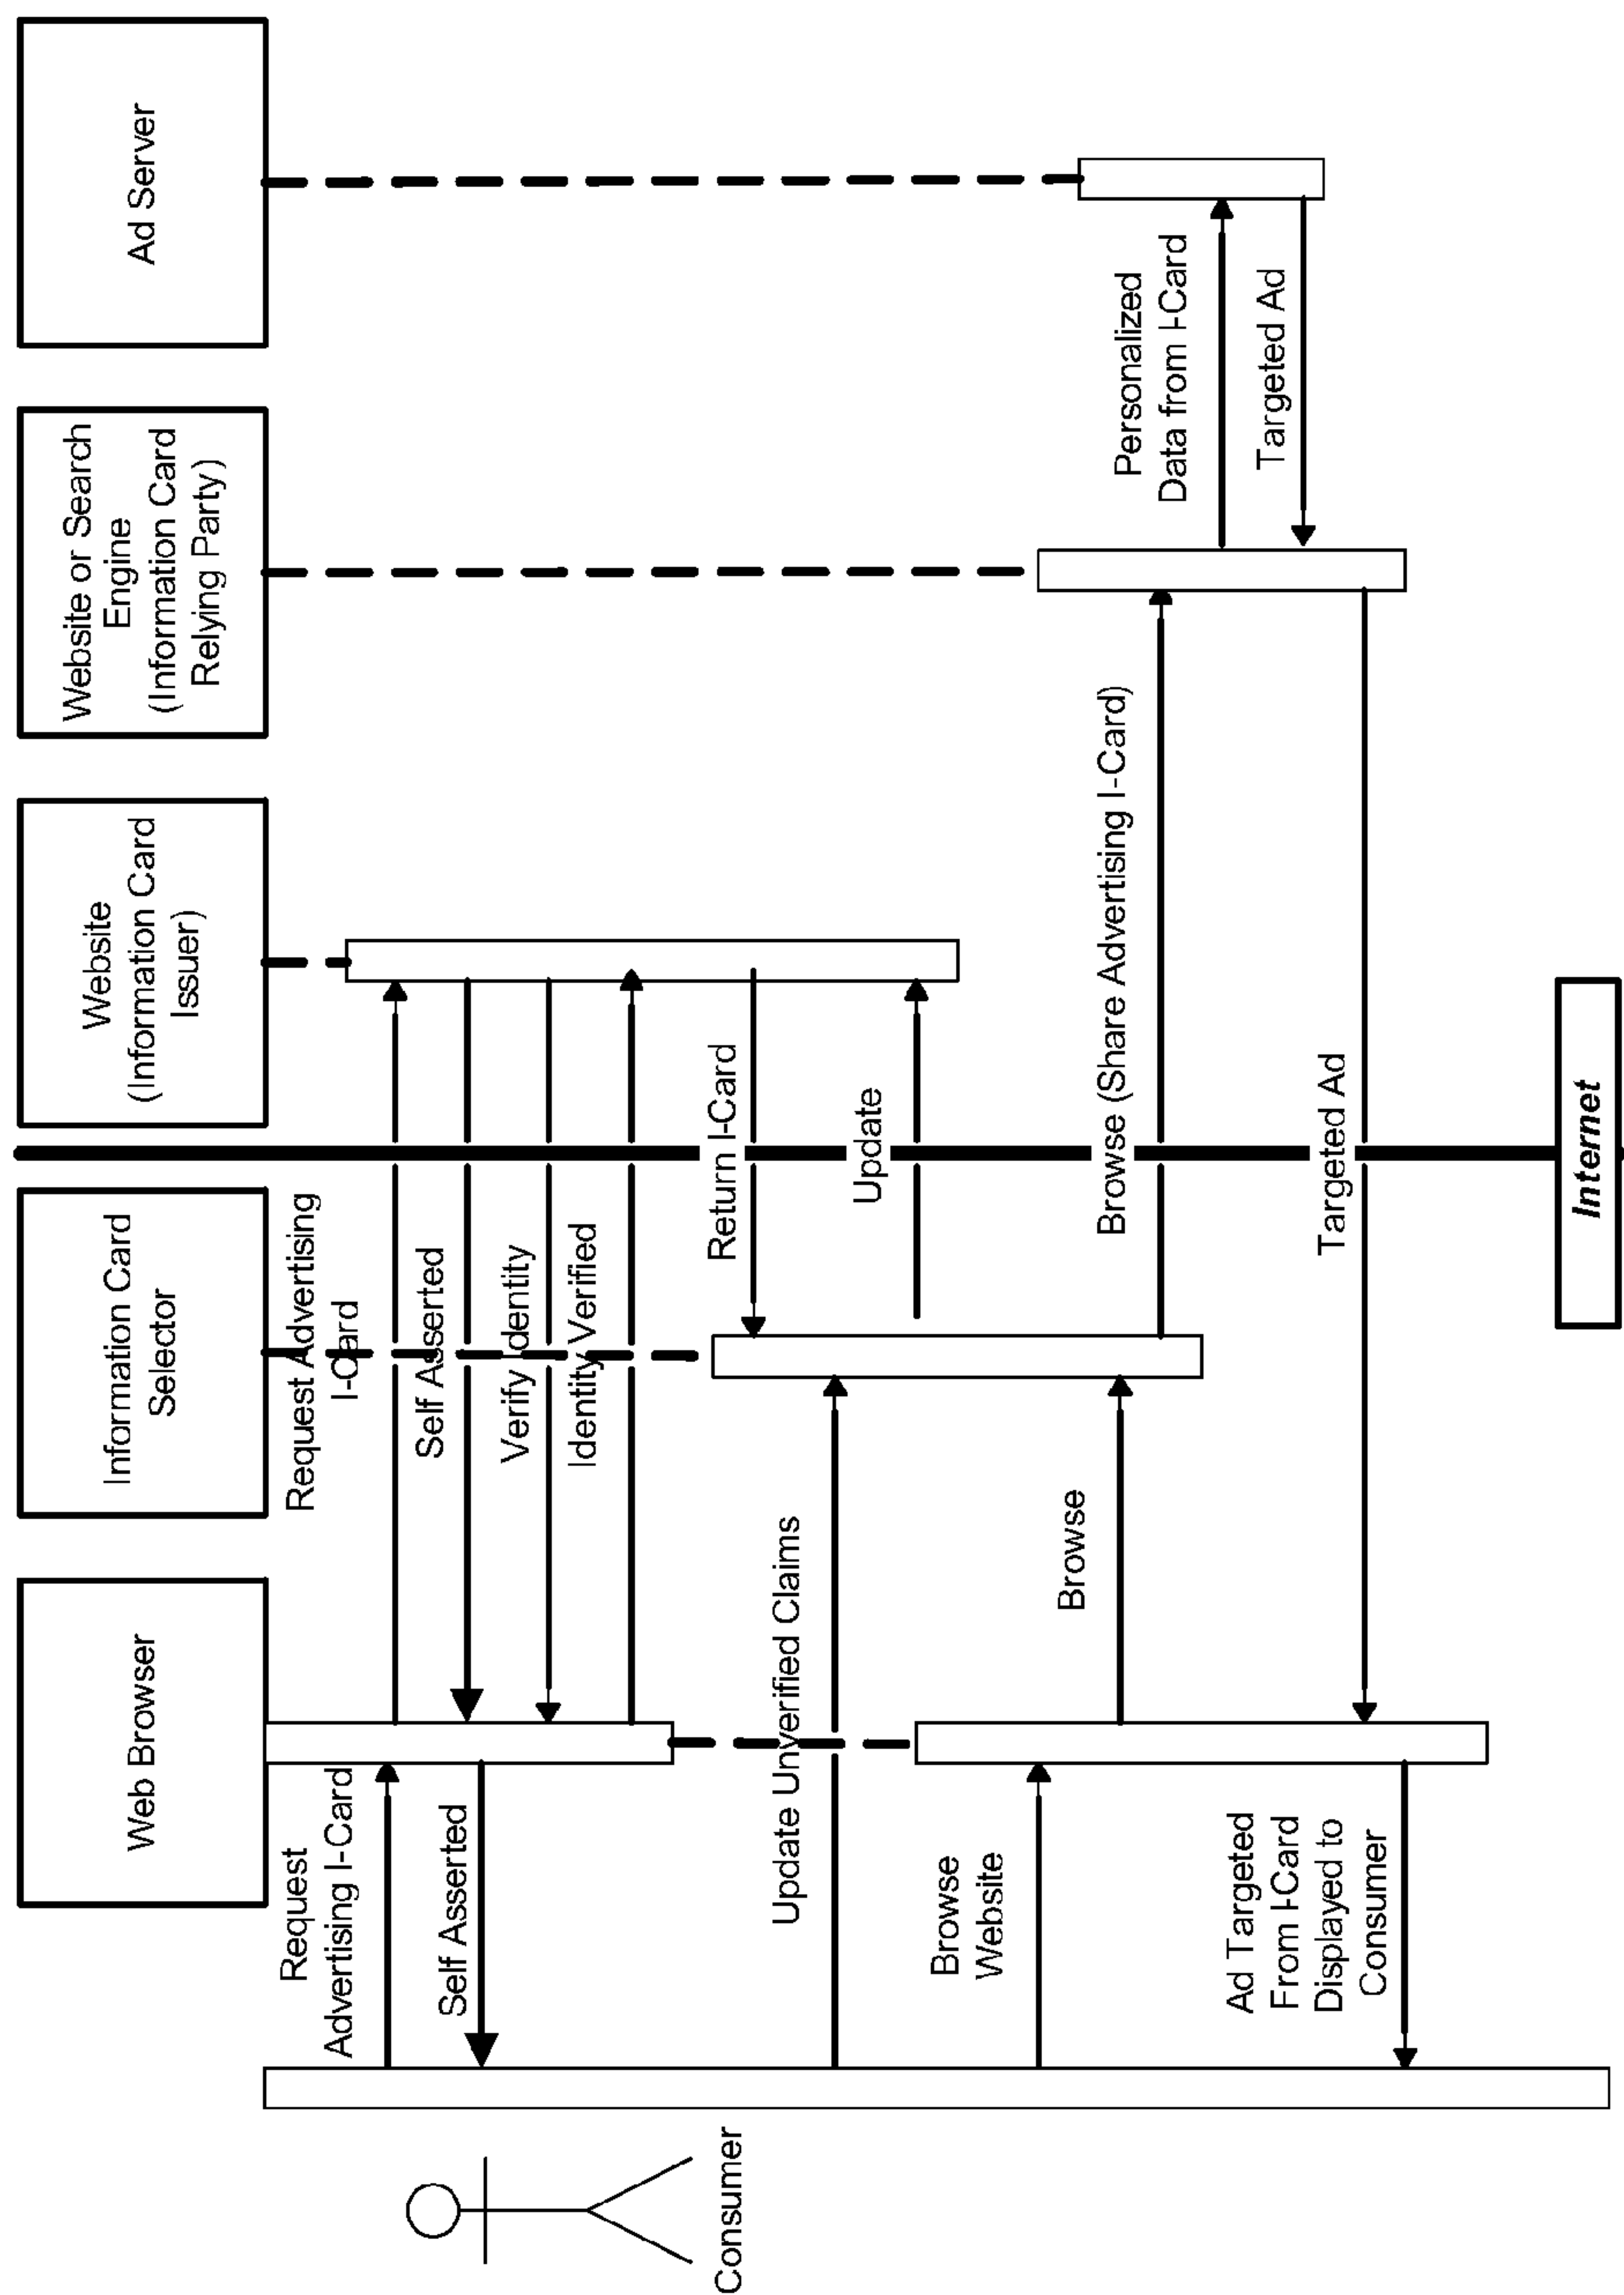 Consumer
Web Browser
Information Card
Selector
Website
(Information Card
Issuer)
Website or Search
Engine
(Information Card
Relying Party)
Ad Server
Request
Advertising I-Card
Request Advertising
I-Card
Self Asserted
Self Asserted
Verify Identity
Identity Verified
Return I-Card
Update Unverified Claims
Update
Browse
Website
Browse
Browse (Share Advertising I-Card)
Personalized
Data from I-Card
Targeted Ad
Targeted Ad
Ad Targeted
From I-Card
Displayed to
Consumer
Internet